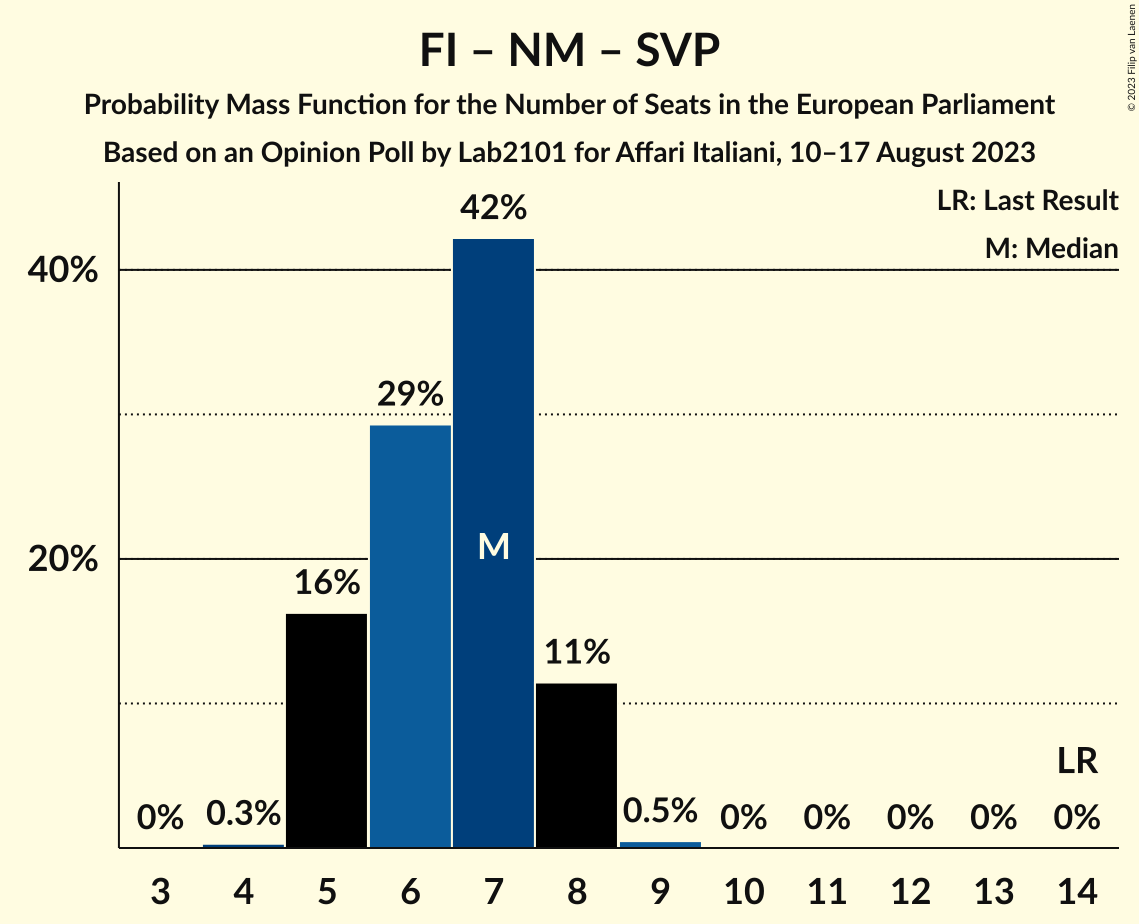 FI – NM – SVP
Probability Mass Function for the Number of Seats in the European Parliament
Based on an Opinion Poll by Lab2101 for Affari Italiani, 10–17 August 2023
© 2023 Filip van Laenen
LR: Last Result
M: Median
42%
40%
29%
M
20%
16%
11%
LR
0% 0.3% 0.5% 0% 0% 0% 0% 0%
3 4 5 6 7 8 9 10 11 12 13 14